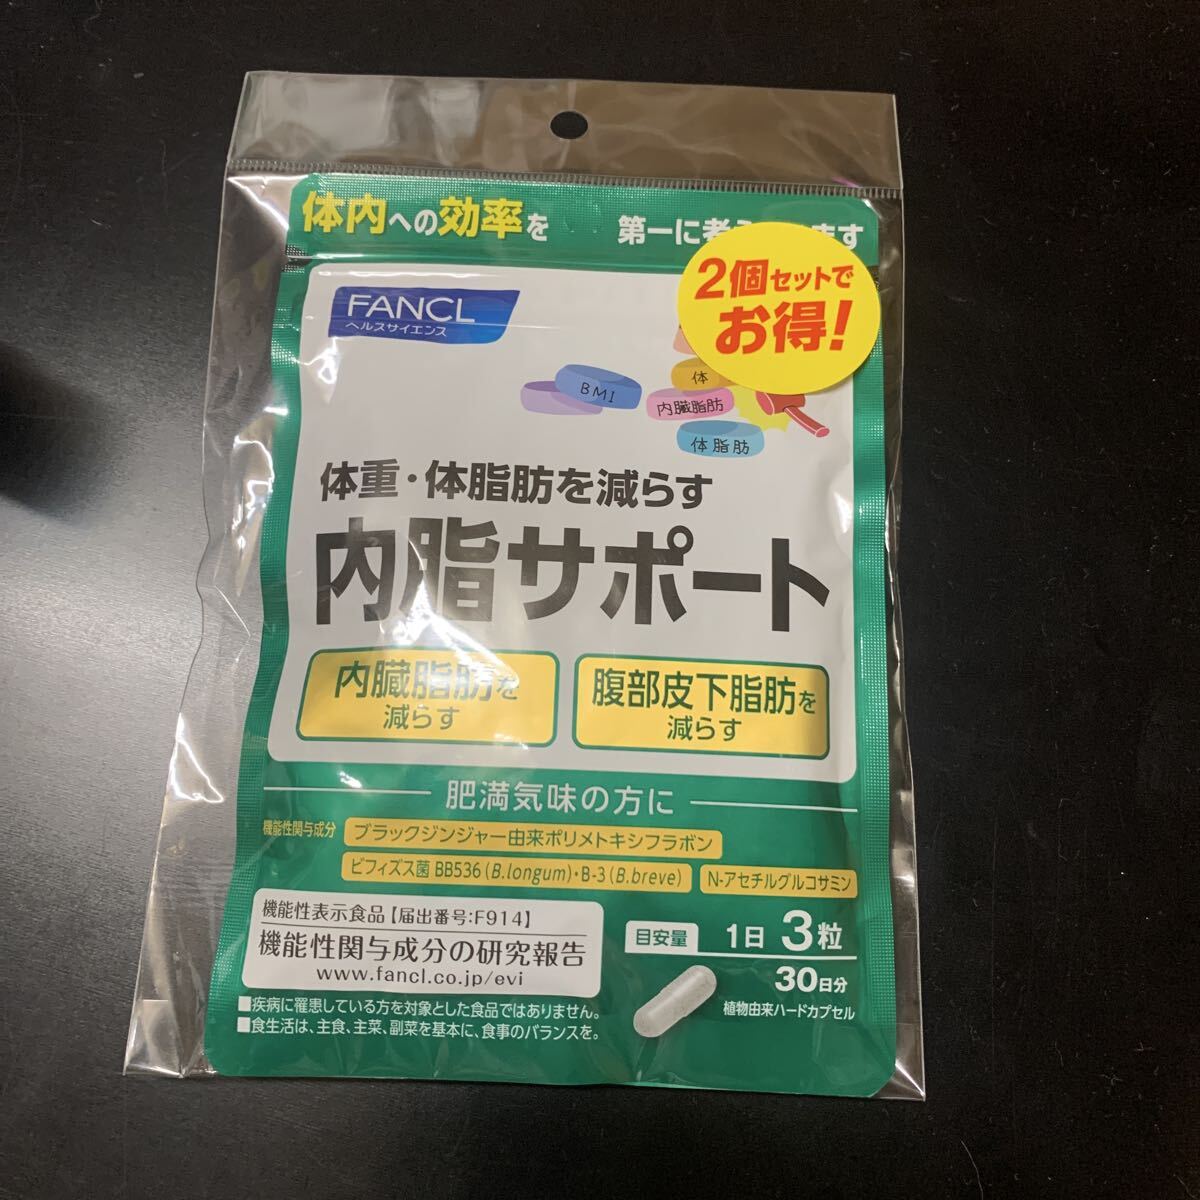 体内への効率を 第一に考え ます
2個セットで
お得!
FANCL
ヘルスサイエンス
BMI
体
内臓脂肪
体脂肪
体重・体脂肪を減らす
内脂サポート
内臓脂肪を
減らす
腹部皮下脂肪を
減らす
肥満気味の方に
機能性関与成分
ブラックジンジャー由来ポリメトキシフラボン
ビフィズス菌 BB536 (B.longum)・B-3 (B.breve)
N-アセチルグルコサミン
機能性表示食品【届出番号:F914】
機能性関与成分の研究報告
www.fancl.co.jp/evi
目安量 1日 3粒
30日分
植物由来ハードカプセル
■疾病に罹患している方を対象とした食品ではありません。
■食生活は、主食、主菜、副菜を基本に、食事のバランスを。